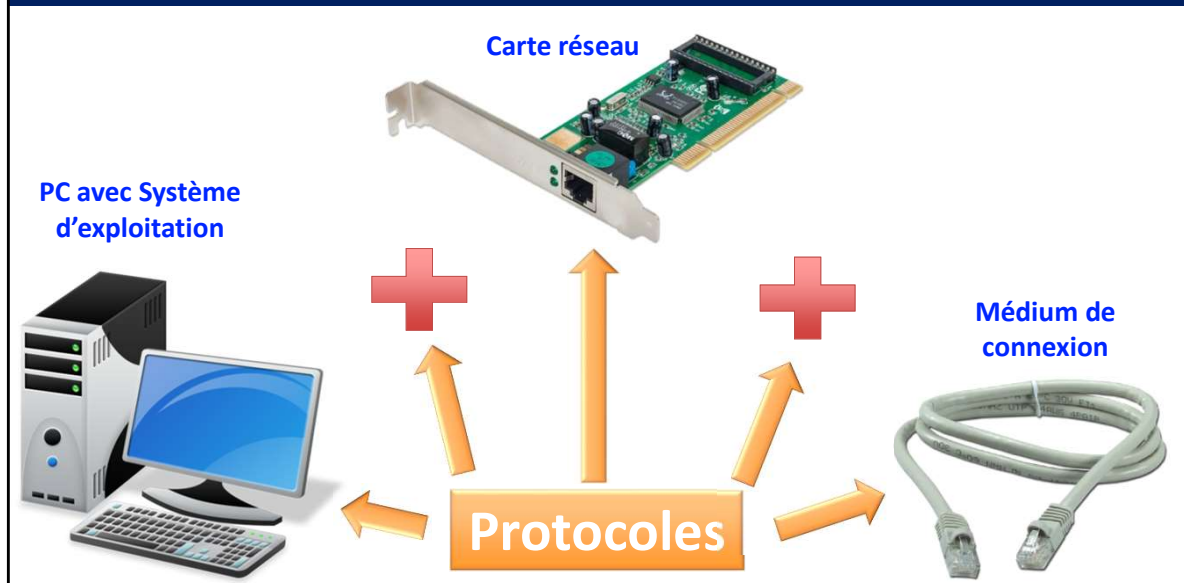 Carte réseau
PC avec Système
d'exploitation
Médium de
connexion
Protocoles